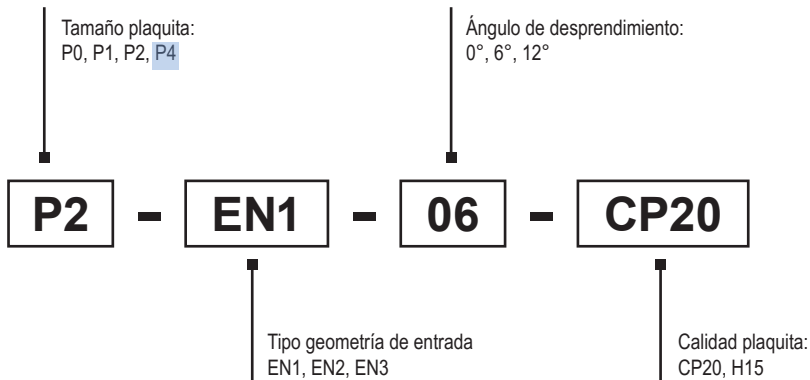 Tamaño plaquita:
P0, P1, P2, P4
Ángulo de desprendimiento:
0°, 6°, 12°
P2 - EN1 - 06 - CP20
Tipo geometría de entrada
EN1, EN2, EN3
Calidad plaquita:
CP20, H15